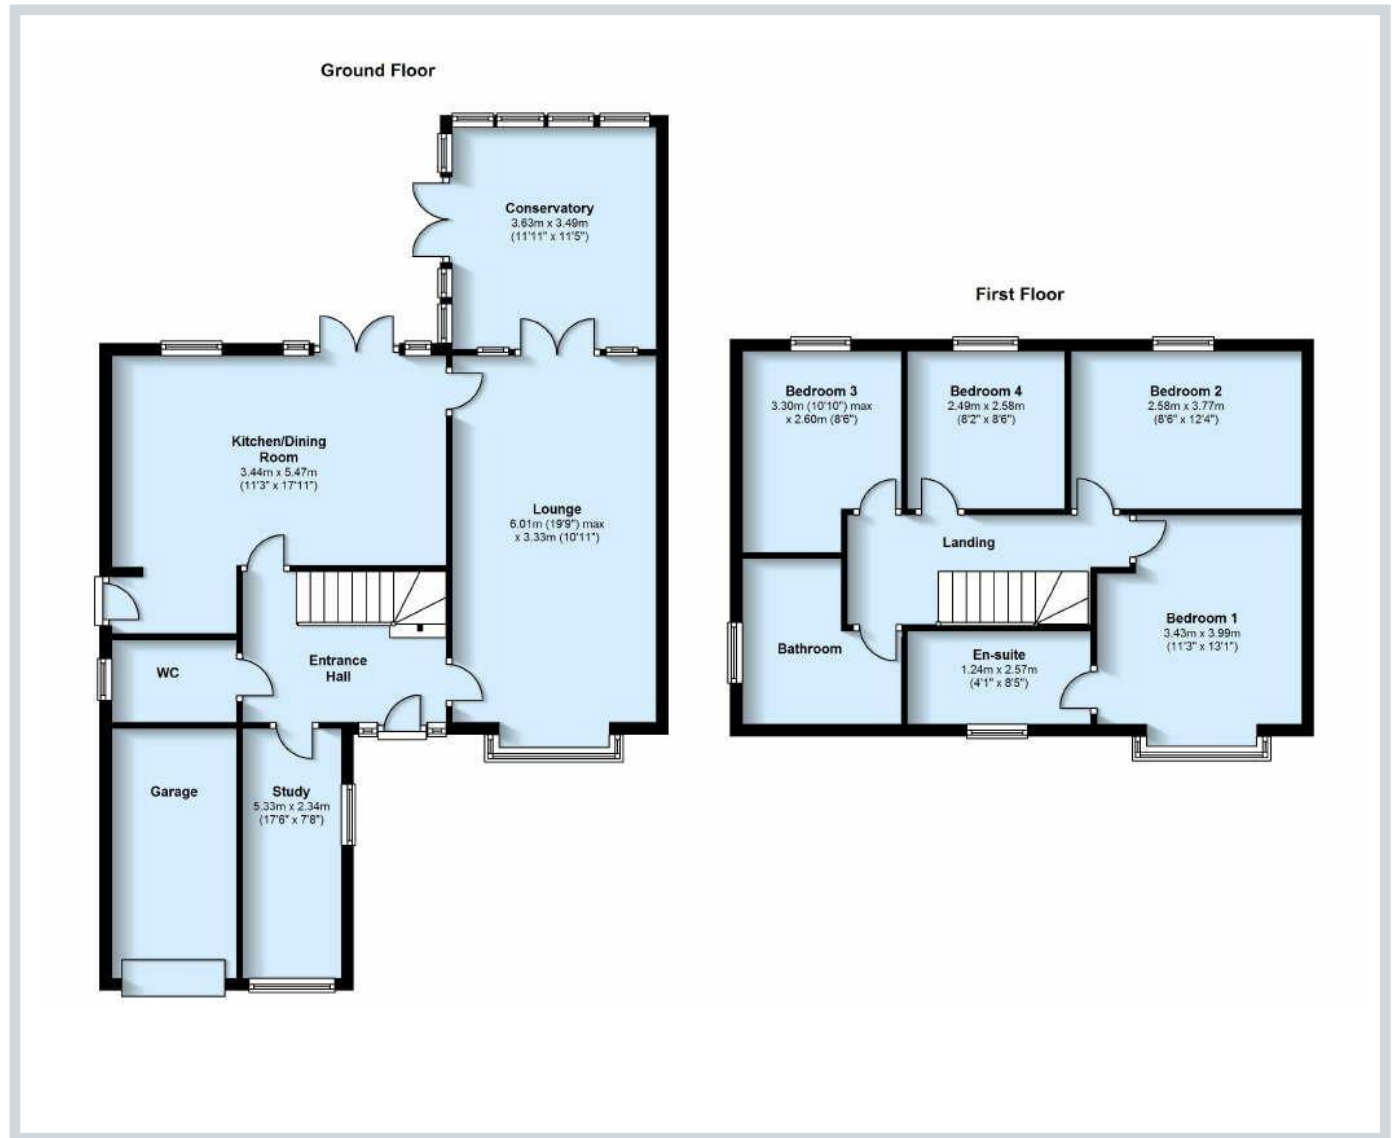 Ground Floor
Conservatory
3.63m x 3.49m
(11'11" x 11'5")
Kitchen/Dining
Room
3.44m x 5.47m
(11'3" x 17'11")
Lounge
6.01m (19'9") max
x 3.33m (10'11")
WC
Entrance
Hall
Garage
Study
5.33m x 2.34m
(17'6" x 7'8")
First Floor
Bedroom 3
3.30m (10'10") max
x 2.60m (8'6")
Bedroom 4
2.49m x 2.58m
(8'2" x 8'6")
Bedroom 2
2.58m x 3.77m
(8'6" x 12'4")
Landing
Bathroom
En-suite
1.24m x 2.57m
(4'1" x 8'5")
Bedroom 1
3.43m x 3.99m
(11'3" x 13'1")